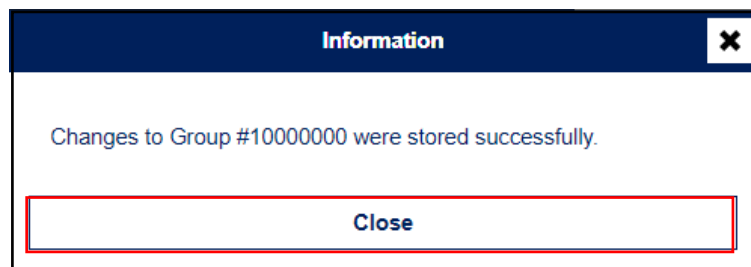 Information
Changes to Group #10000000 were stored successfully.
Close